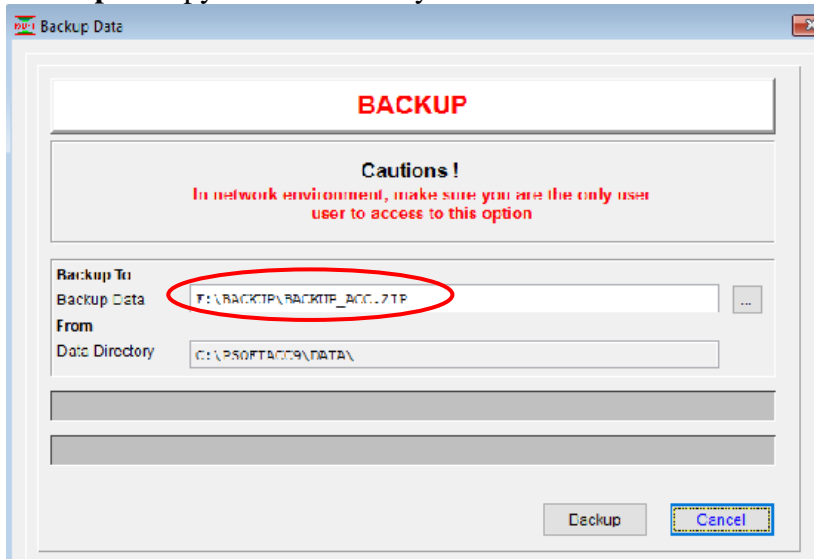 Backup Data
BACKUP
Cautions !
In network environment, make sure you are the only user
user to access to this option
Backup To
Backup Data
\BACKUP\BACKUP_ACC.ZIP
...
From
Data Directory
C:\PSOFTACC9\DATA\
Backup
Cancel